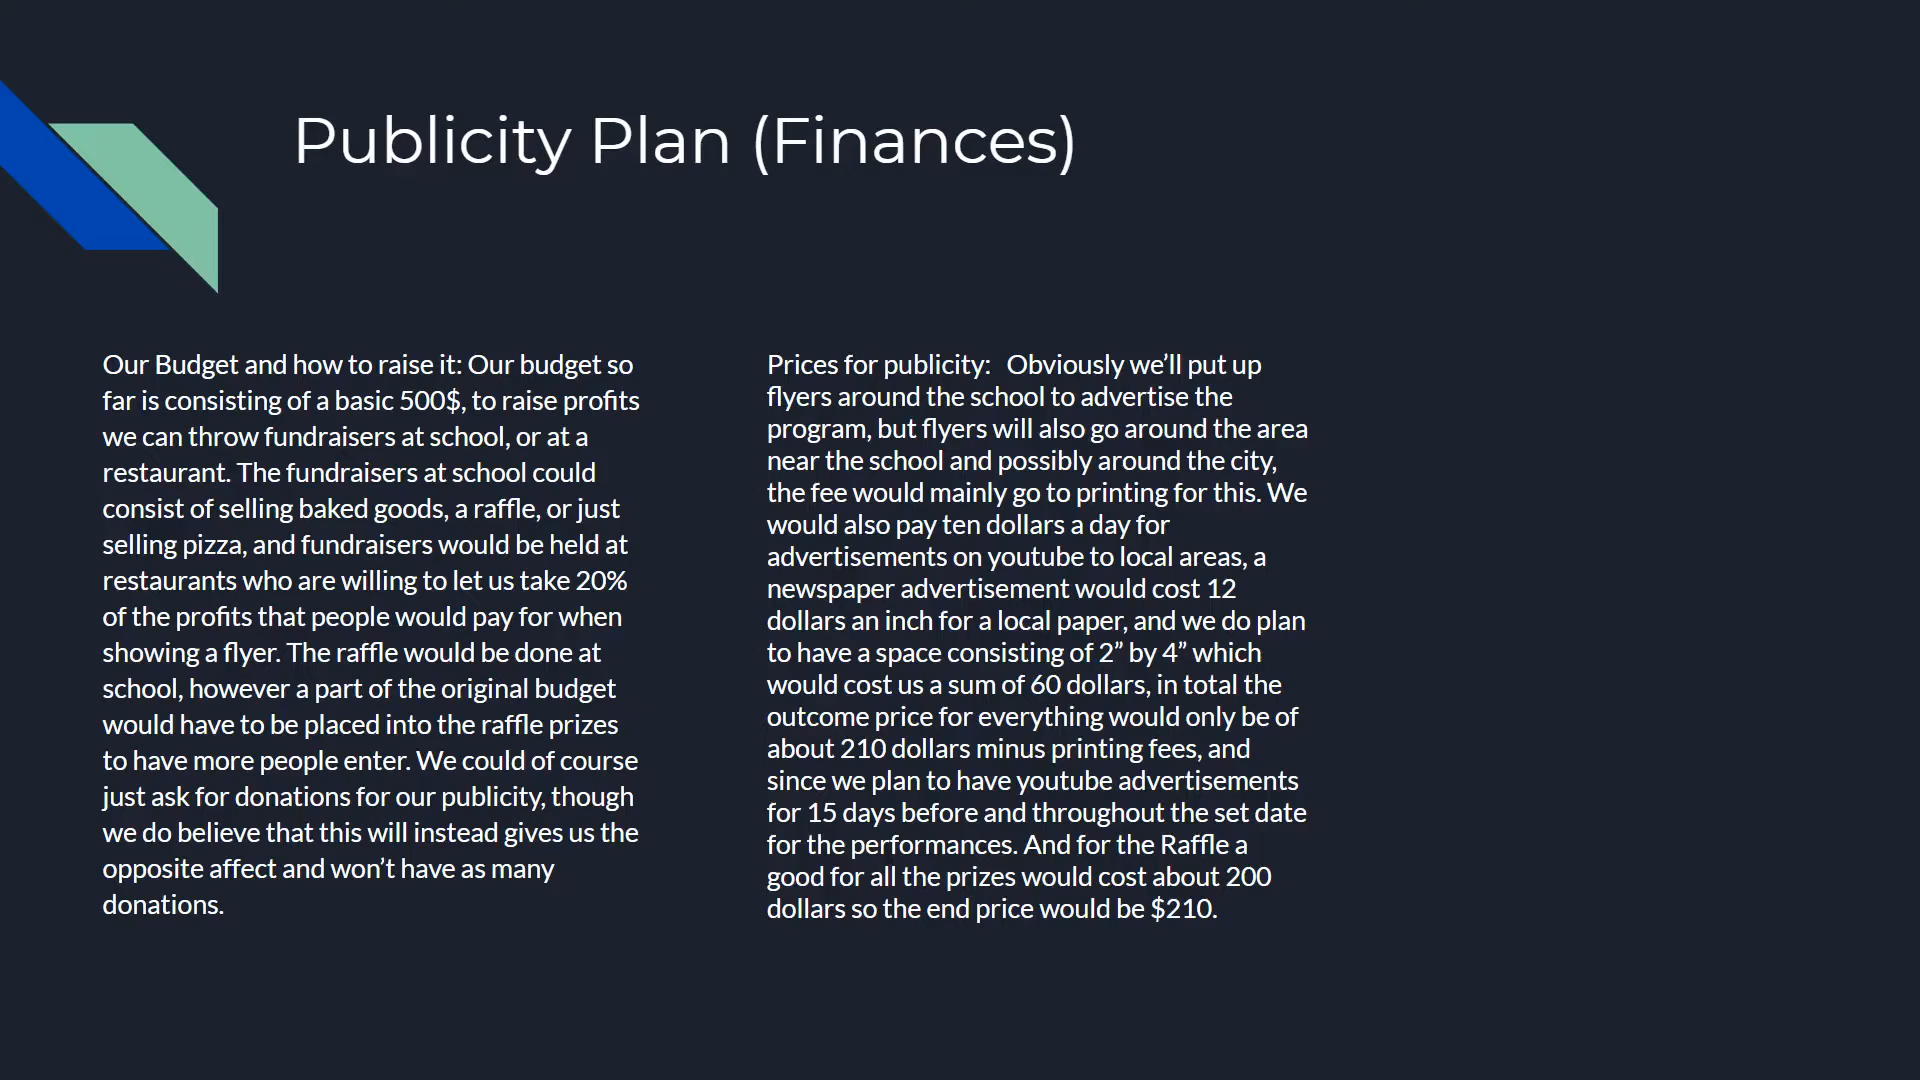 Publicity Plan (Finances)
Our Budget and how to raise it: Our budget so
far is consisting of a basic 500$, to raise profits
we can throw fundraisers at school, or at a
restaurant. The fundraisers at school could
consist of selling baked goods, a raffle, or just
selling pizza, and fundraisers would be held at
restaurants who are willing to let us take 20%
of the profits that people would pay for when
showing a flyer. The raffle would be done at
school, however a part of the original budget
would have to be placed into the raffle prizes
to have more people enter. We could of course
just ask for donations for our publicity, though
we do believe that this will instead gives us the
opposite affect and won’t have as many
donations.
Prices for publicity:   Obviously we’ll put up
flyers around the school to advertise the
program, but flyers will also go around the area
near the school and possibly around the city,
the fee would mainly go to printing for this. We
would also pay ten dollars a day for
advertisements on youtube to local areas, a
newspaper advertisement would cost 12
dollars an inch for a local paper, and we do plan
to have a space consisting of 2” by 4” which
would cost us a sum of 60 dollars, in total the
outcome price for everything would only be of
about 210 dollars minus printing fees, and
since we plan to have youtube advertisements
for 15 days before and throughout the set date
for the performances. And for the Raffle a
good for all the prizes would cost about 200
dollars so the end price would be $210.